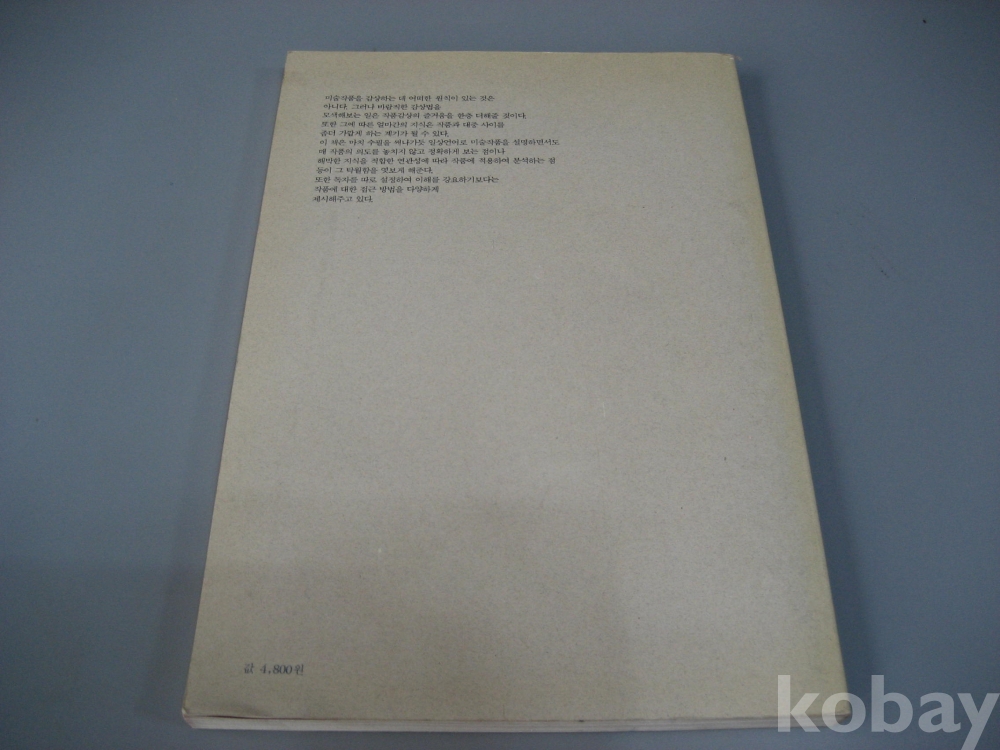 미술작품을 감상하는 데 어떠한 원칙이 있는 것은
아니다. 그러나 바람직한 감상법을
모색해보는 일은 작품감상의 즐거움을 한층 더해줄 것이다.
또한 그에 따른 얼마간의 지식은 작품과 대중 사이를
좀더 가깝게 하는 계기가 될 수 있다.
이 책은 마치 수필을 써나가듯 일상언어로 미술작품을 설명하면서도
매 작품의 의도를 놓치지 않고 정확하게 보는 점이나
해박한 지식을 적합한 연관성에 따라 작품에 적용하여 분석하는 점
들이 그 탁월함을 엿보게 해준다.
또한 독자를 따로 설정하여 이해를 강요하기보다는
작품에 대한 접근 방법을 다양하게
제시해주고 있다.
값 4,800원
kobay